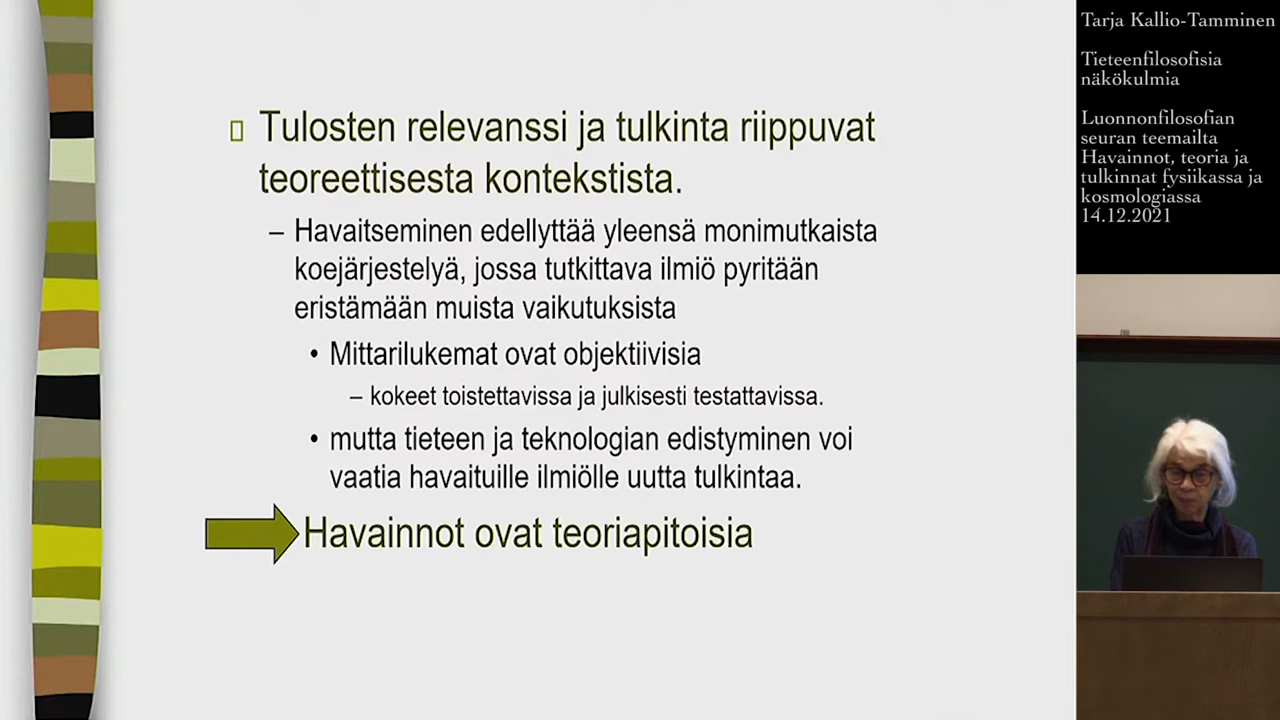 Tulosten relevanssi ja tulkinta riippuvat
teoreettisesta kontekstista.
– Havaitseminen edellyttää yleensä monimutkaista
koejärjestelyä, jossa tutkittava ilmiö pyritään
eristämään muista vaikutuksista
• Mittarilukemat ovat objektiivisia
– kokeet toistettavissa ja julkisesti testattavissa.
• mutta tieteen ja teknologian edistyminen voi
vaatia havaituille ilmiölle uutta tulkintaa.
Havainnot ovat teoriapitoisia
Tarja Kallio-Tamminen
Tieteenfilosofisia
näkökulmia
Luonnonfilosofian
seuran teemailta
Havainnot, teoria ja
tulkinnat fysiikassa ja
kosmologiassa
14.12.2021